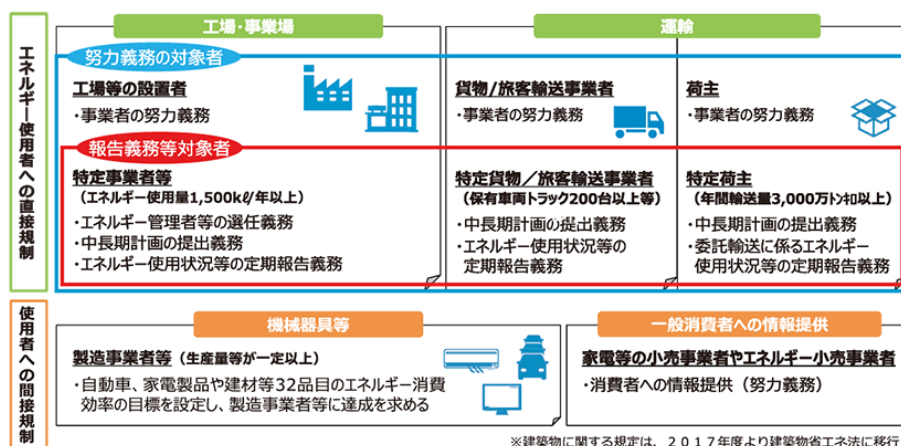 エネルギー使用者への直接規制
工場・事業場
運輸
努力義務の対象者
工場等の設置者
・事業者の努力義務
貨物/旅客輸送事業者
・事業者の努力義務
荷主
・事業者の努力義務
報告義務等対象者
特定事業者等
（エネルギー使用量1,500kℓ/年以上）
・エネルギー管理者等の選任義務
・中長期計画の提出義務
・エネルギー使用状況等の定期報告義務
特定貨物／旅客輸送事業者
（保有車両トラック200台以上等）
・中長期計画の提出義務
・エネルギー使用状況等の
定期報告義務
特定荷主
（年間輸送量3,000万トンキロ以上）
・中長期計画の提出義務
・委託輸送に係るエネルギー
使用状況等の定期報告義務
使用者への間接規制
機械器具等
製造事業者等（生産量等が一定以上）
・自動車、家電製品や建材等32品目のエネルギー消費
効率の目標を設定し、製造事業者等に達成を求める
一般消費者への情報提供
家電等の小売事業者やエネルギー小売事業者
・消費者への情報提供（努力義務）
※建築物に関する規定は、２０１７年度より建築物省エネ法に移行